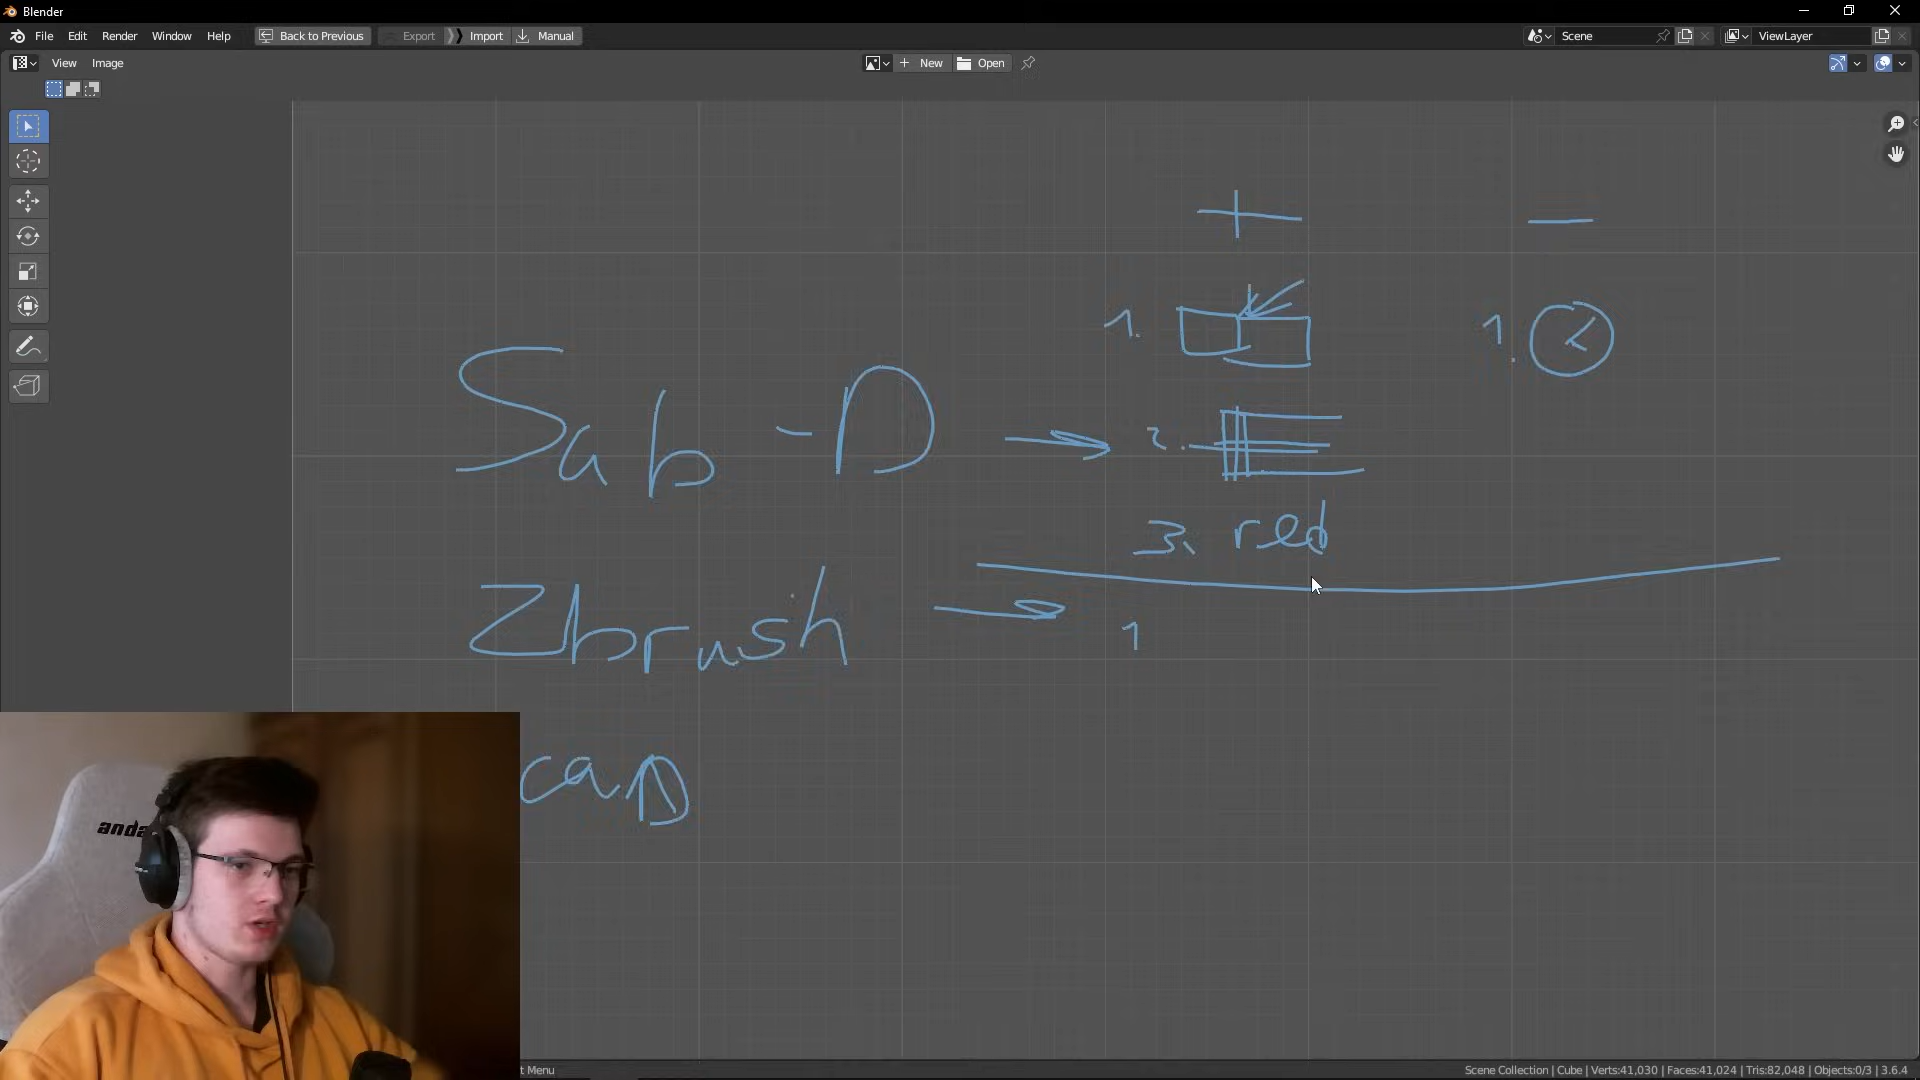 Blender
File Edit Render Window Help Back to Previous Export Import Manual Scene ViewLayer
View Image New Open
+ −
1. 1.
Sub - D 2.
3. red
Zbrush 1
CAD
anda
t Menu
Scene Collection | Cube | Verts:41,030 | Faces:41,024 | Tris:82,048 | Objects:0/3 | 3.6.4